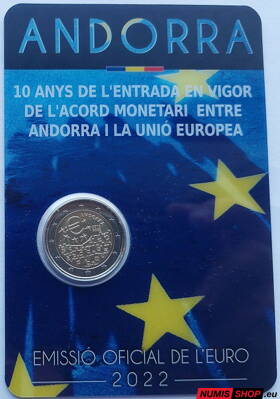 ANDORRA
10 ANYS DE L'ENTRADA EN VIGOR
DE L'ACORD MONETARI ENTRE
ANDORRA I LA UNIÓ EUROPEA
EMISSIÓ OFICIAL DE L'EURO
2022
NUMIS SHOP.eu